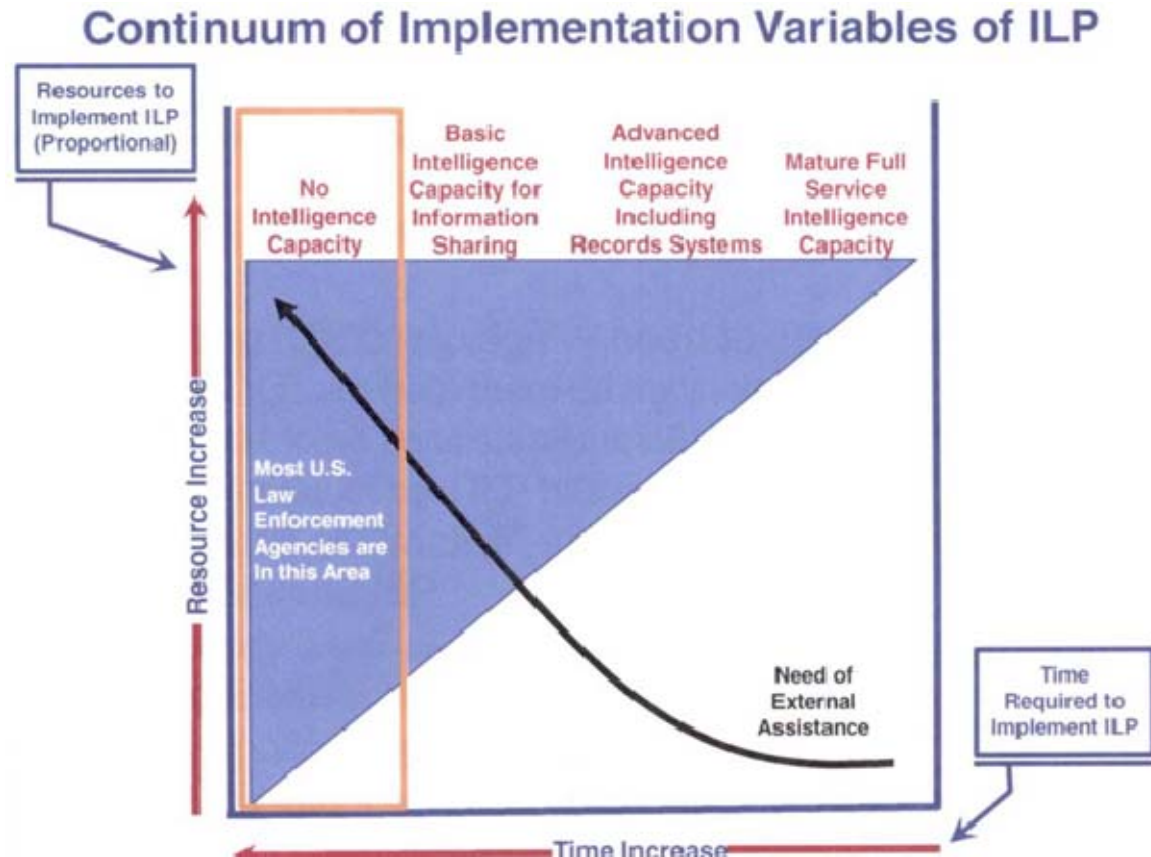 Continuum of Implementation Variables of ILP
Resources to
Implement ILP
(Proportional)
No
Intelligence
Capacity
Basic
Intelligence
Capacity for
Information
Sharing
Advanced
Intelligence
Capacity
Including
Records Systems
Mature Full
Service
Intelligence
Capacity
Resource Increase
Most U.S.
Law
Enforcement
Agencies are
In this Area
Need of
External
Assistance
Time
Required to
Implement ILP
Time Increase